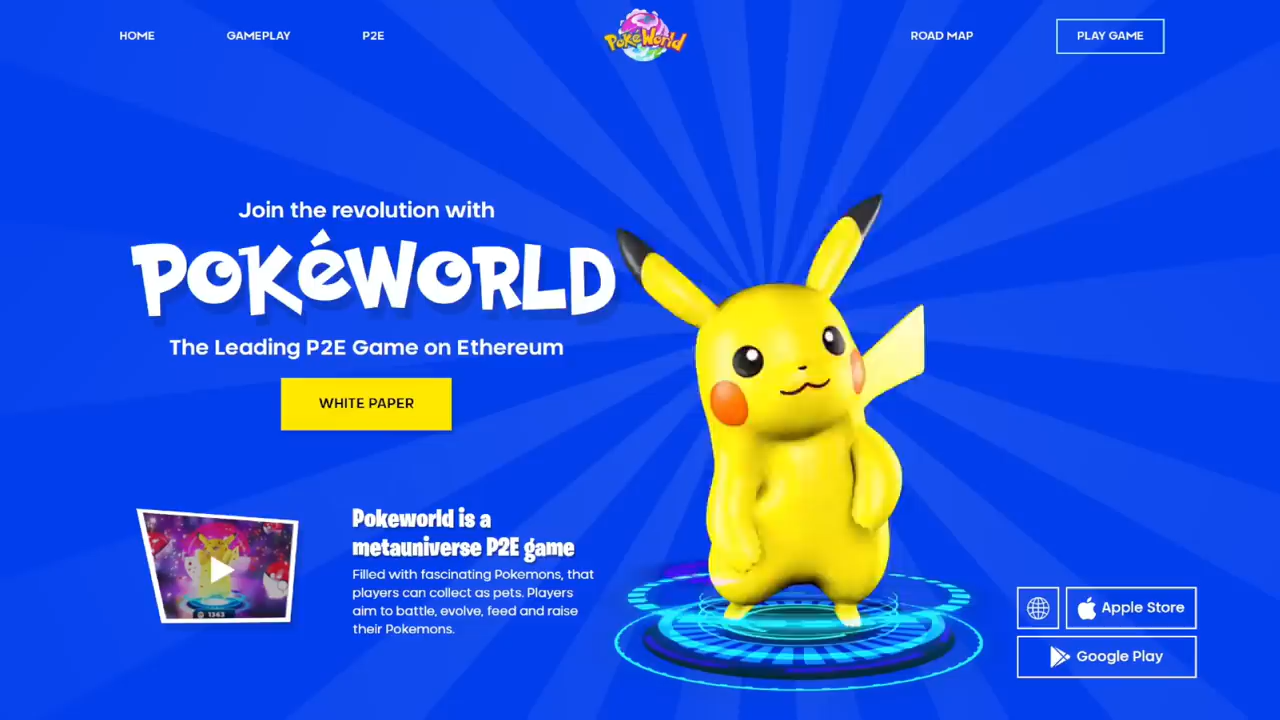 HOME
GAMEPLAY
P2E
PokéWorld
ROAD MAP
PLAY GAME
Join the revolution with
POKéWORLD
The Leading P2E Game on Ethereum
WHITE PAPER
1363
Pokeworld is a
metauniverse P2E game
Filled with fascinating Pokemons, that
players can collect as pets. Players
aim to battle, evolve, feed and raise
their Pokemons.
Apple Store
Google Play